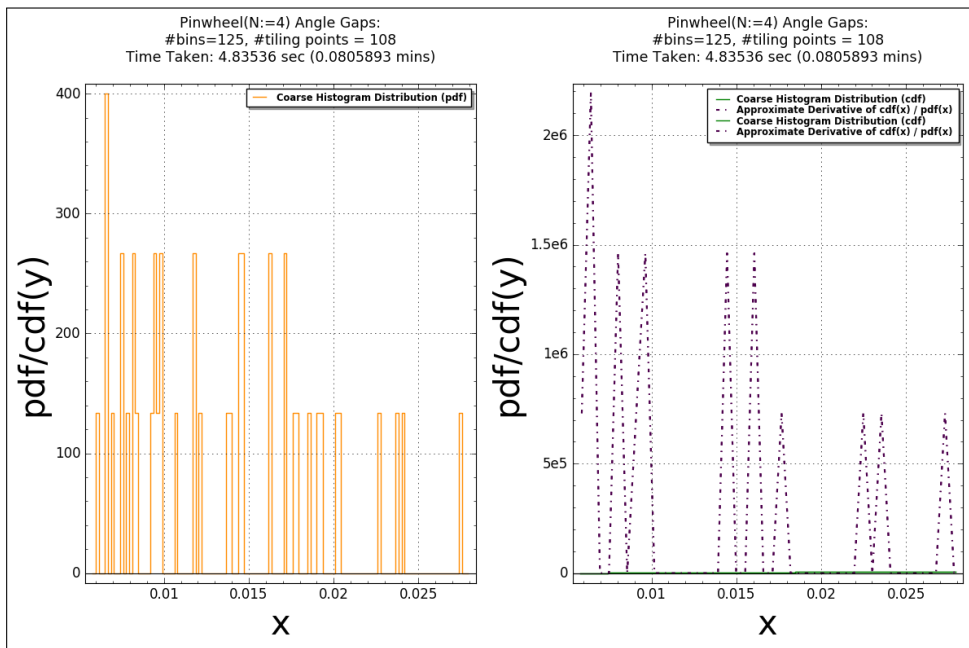 Pinwheel(N:=4) Angle Gaps:
#bins=125, #tiling points = 108
Time Taken: 4.83536 sec (0.0805893 mins)
Coarse Histogram Distribution (pdf)
400
300
200
100
0
0.01
0.015
0.02
0.025
pdf/cdf(y)
x
Pinwheel(N:=4) Angle Gaps:
#bins=125, #tiling points = 108
Time Taken: 4.83536 sec (0.0805893 mins)
Coarse Histogram Distribution (cdf)
Approximate Derivative of cdf(x) / pdf(x)
Coarse Histogram Distribution (cdf)
Approximate Derivative of cdf(x) / pdf(x)
2e6
1.5e6
1e6
5e5
0
0.01
0.015
0.02
0.025
pdf/cdf(y)
x